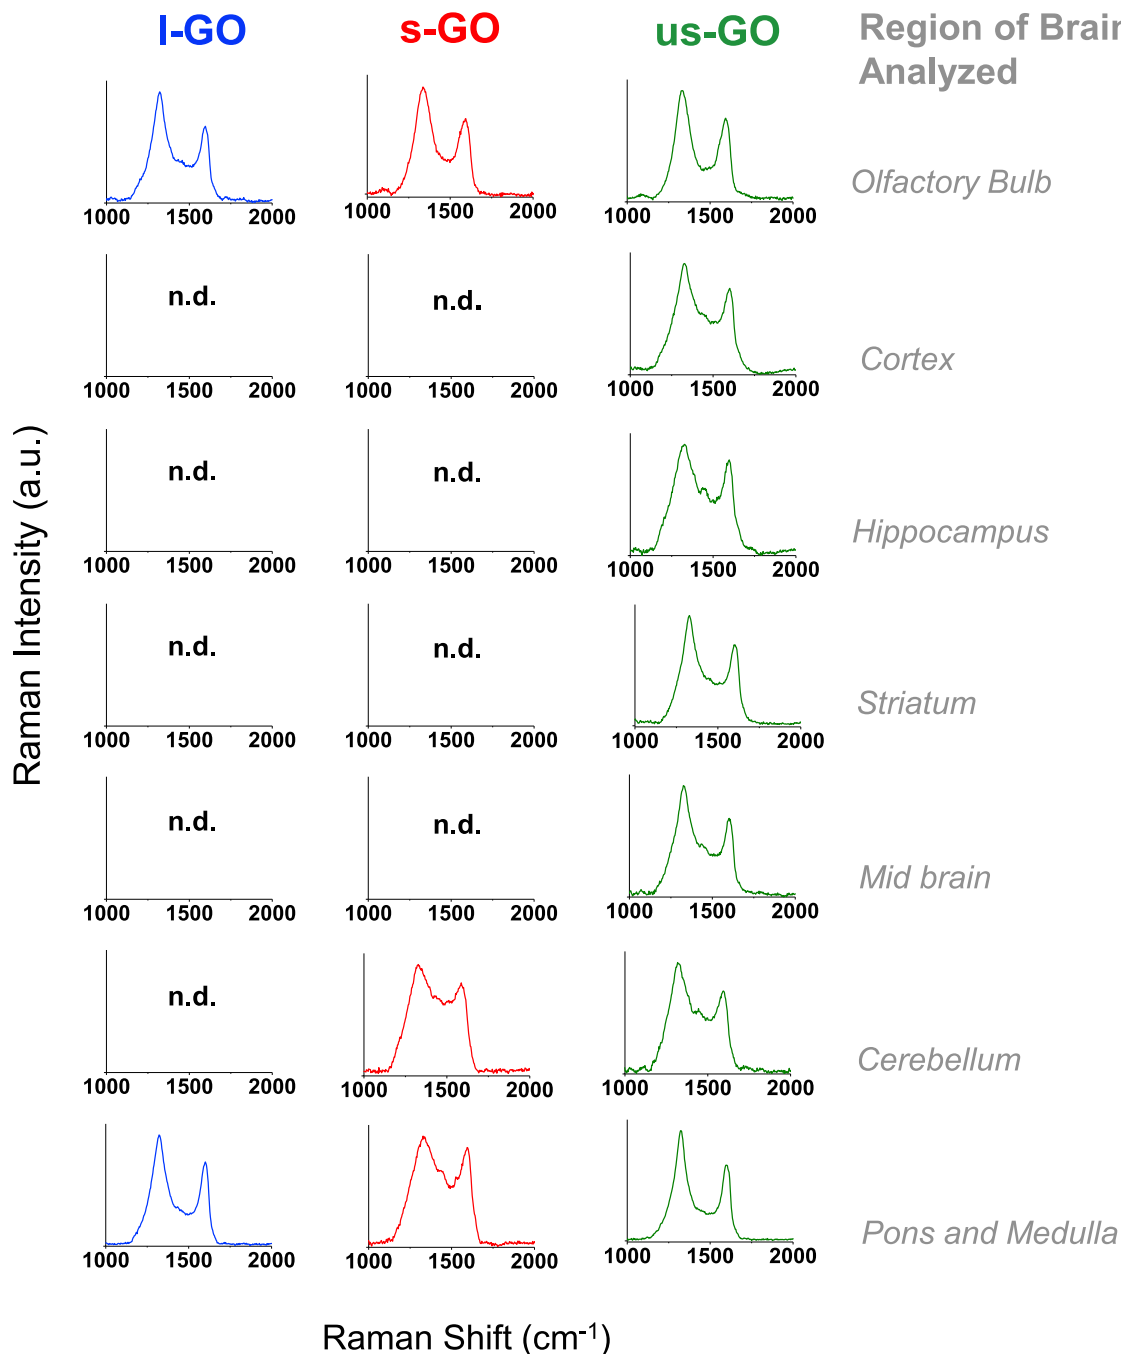 l-GO s-GO us-GO Region of Brain
Analyzed
1000 1500 2000 1000 1500 2000 1000 1500 2000 Olfactory Bulb
n.d. n.d.
1000 1500 2000 1000 1500 2000 1000 1500 2000 Cortex
n.d. n.d.
1000 1500 2000 1000 1500 2000 1000 1500 2000 Hippocampus
n.d. n.d.
1000 1500 2000 1000 1500 2000 1000 1500 2000 Striatum
n.d. n.d.
1000 1500 2000 1000 1500 2000 1000 1500 2000 Mid brain
n.d.
1000 1500 2000 1000 1500 2000 1000 1500 2000 Cerebellum
1000 1500 2000 1000 1500 2000 1000 1500 2000 Pons and Medulla
Raman Intensity (a.u.)
Raman Shift (cm⁻¹)